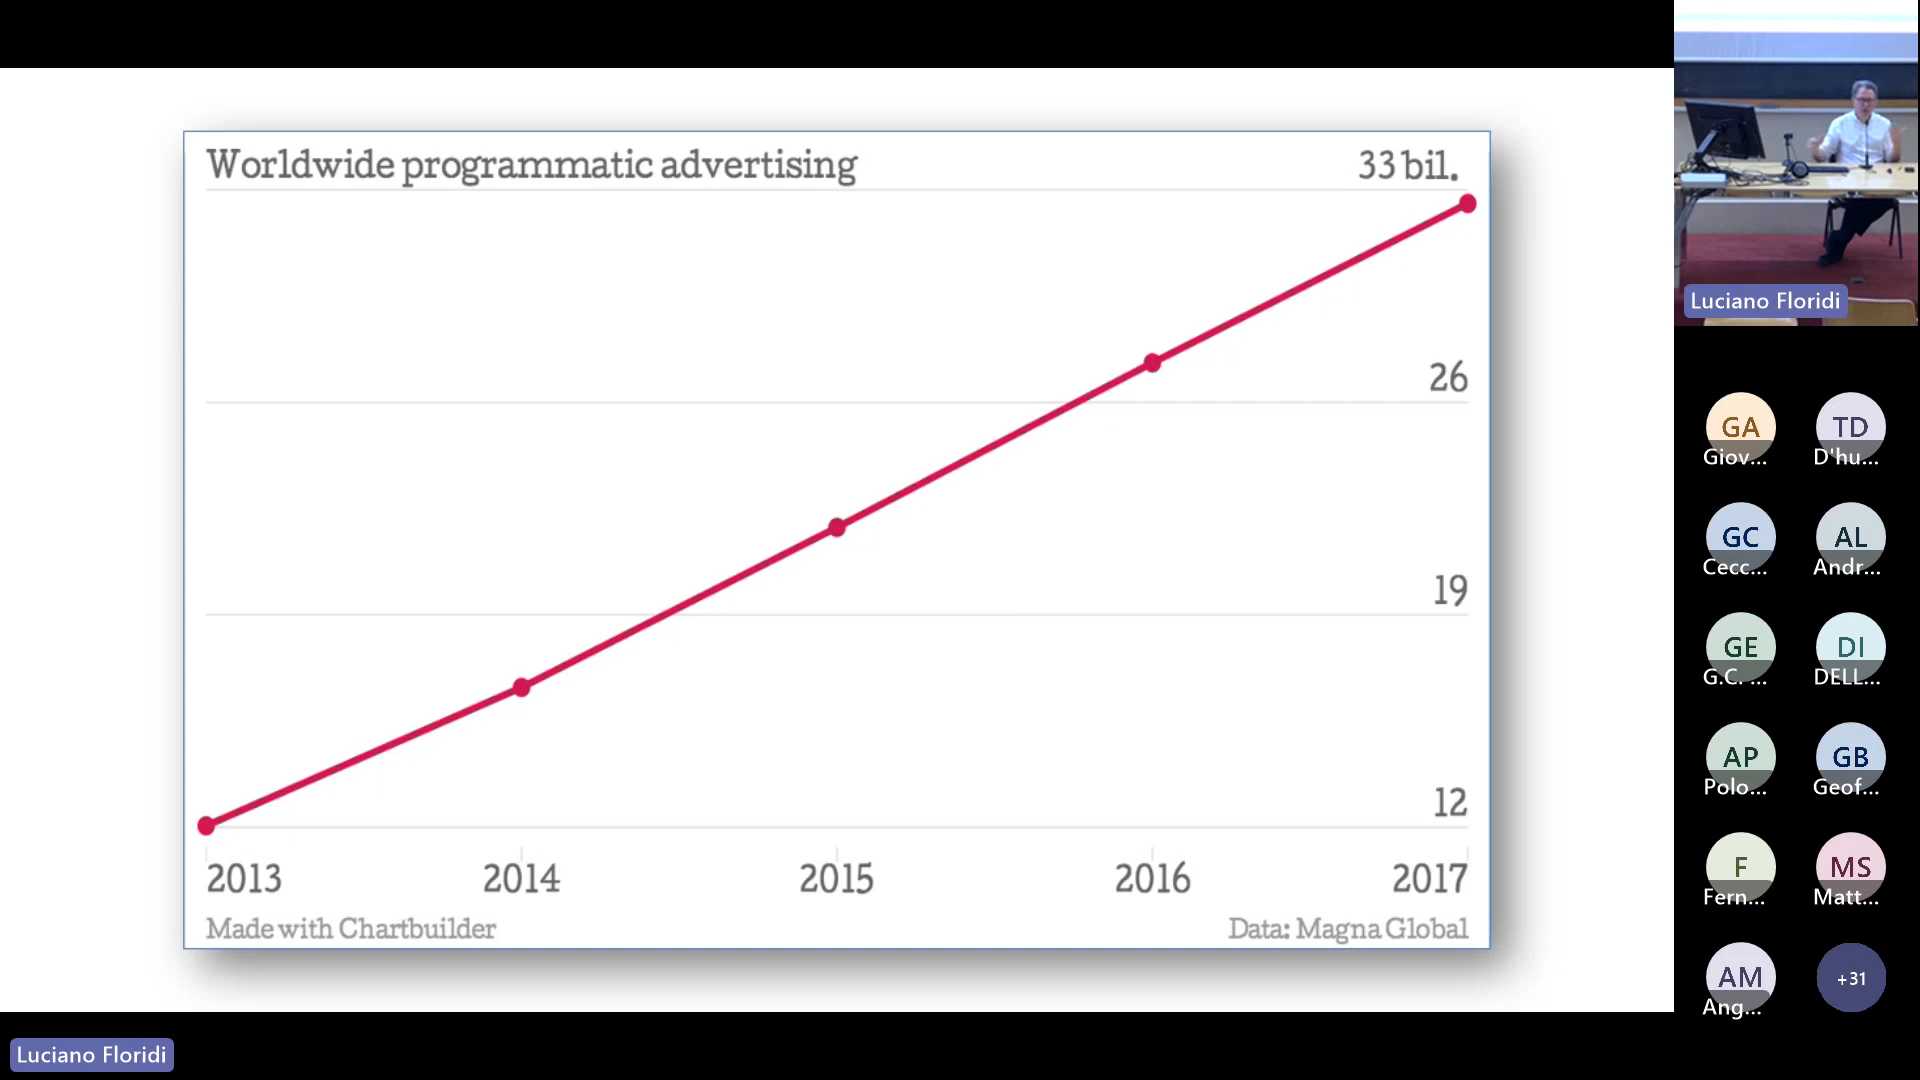 Worldwide programmatic advertising
33 bil.
26
19
12
2013 2014 2015 2016 2017
Made with Chartbuilder
Data: Magna Global
Luciano Floridi
GA TD
Giov... D'hu...
GC AL
Cecc... Andr...
GE DI
G.C. ... DELL...
AP GB
Polo... Geof...
F MS
Fern... Matt...
AM +31
Ang...
Luciano Floridi